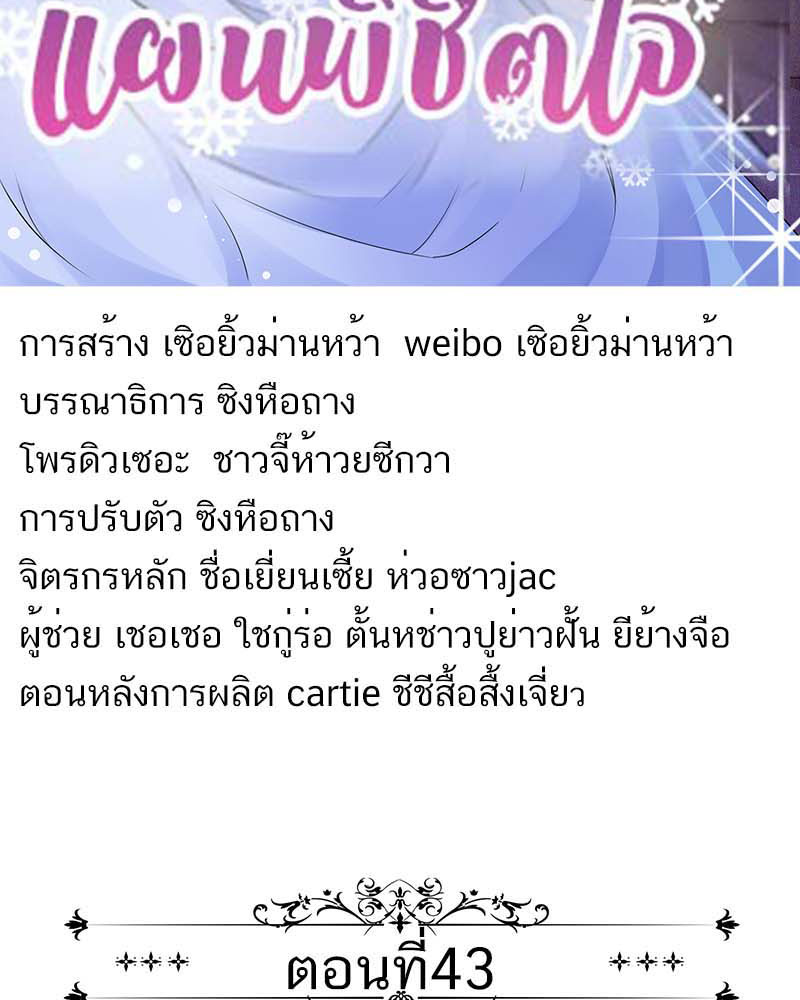 แผนพิชิตใจ
การสร้าง เซิอยิ้วม่านหว้า weibo เซิอยิ้วม่านหว้า
บรรณาธิการ ซิงหือถาง
โพรดิวเซอะ ชาวจี๊ห้าวยซีกวา
การปรับตัว ซิงหือถาง
จิตรกรหลัก ชื่อเยี่ยนเซี้ย ห่วอซาวjac
ผู้ช่วย เชอเชอ ใชกู่ร่อ ตั้นหช่าวปูย่าวฝั้น ยีย้างจือ
ตอนหลังการผลิต cartie ชีชีสื้อสิ้งเจี่ยว
ตอนที่43